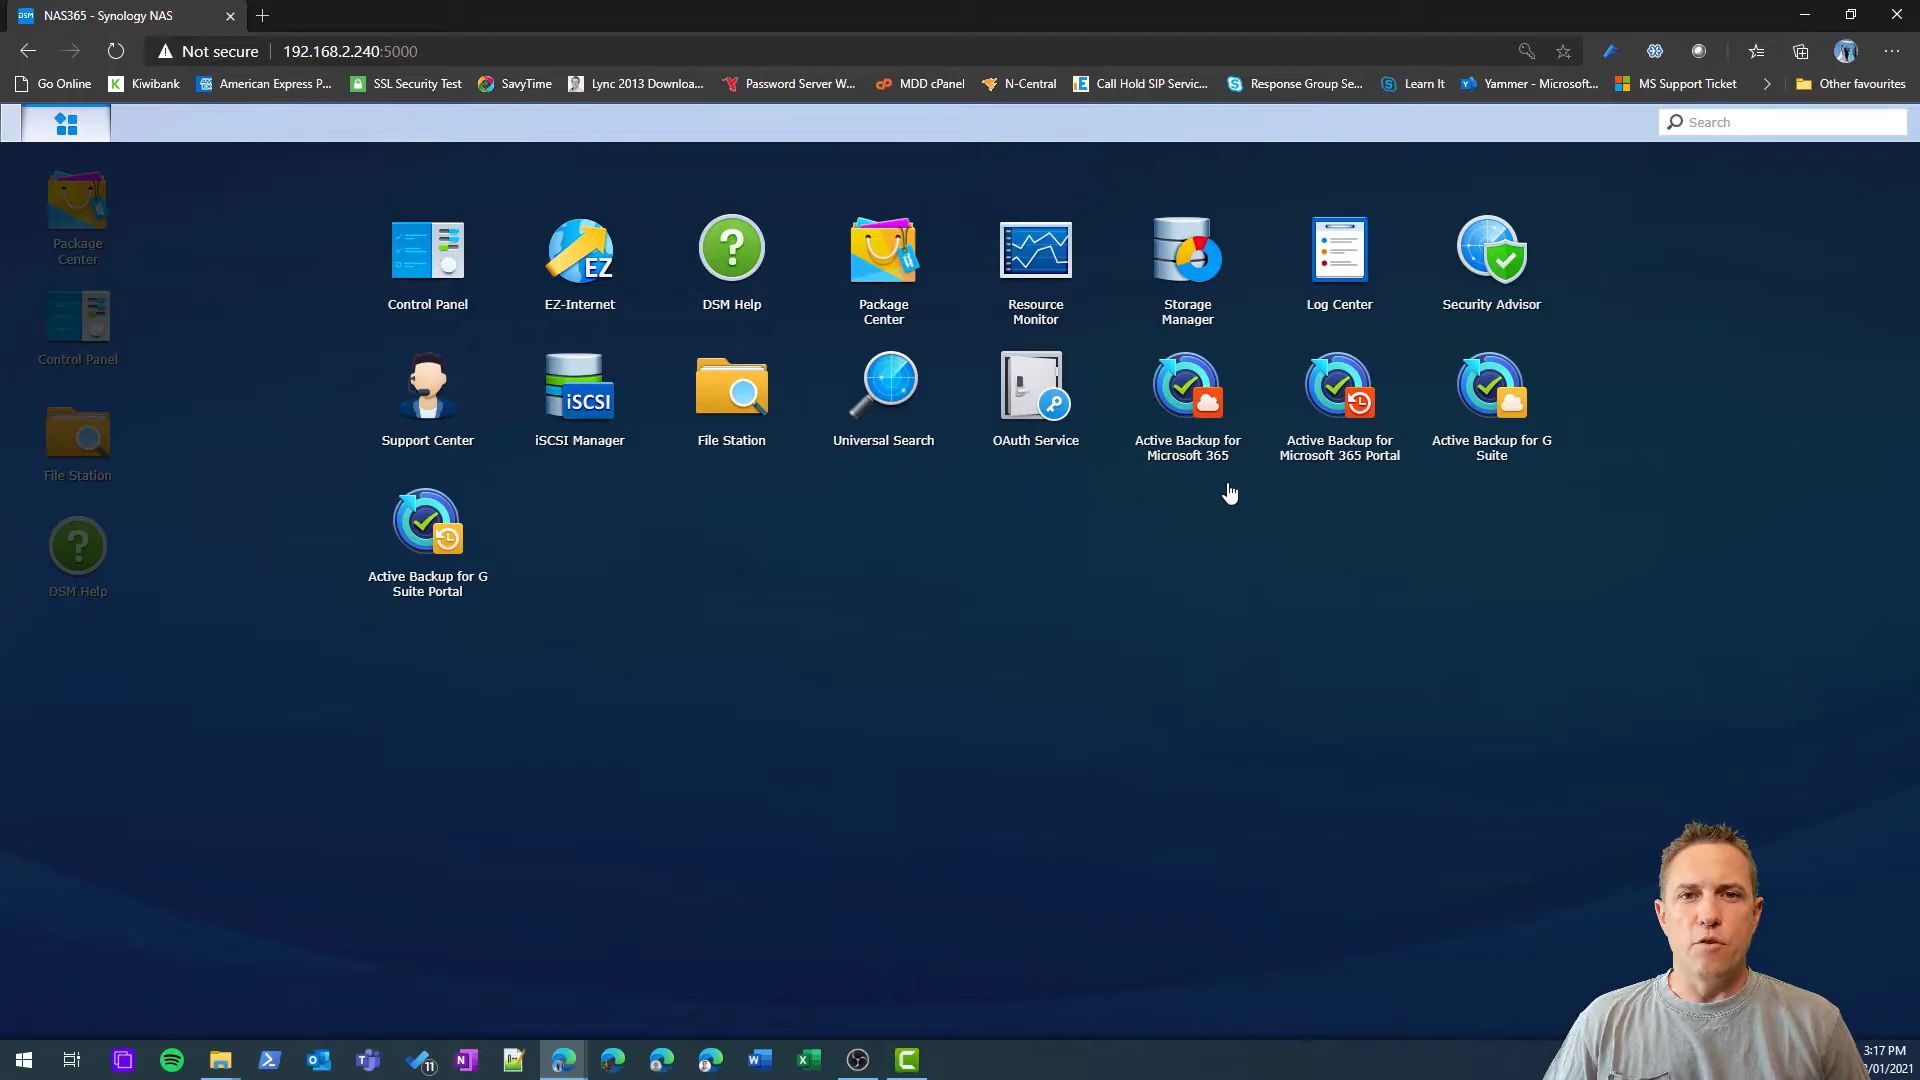 NAS365 - Synology NAS
Not secure
192.168.2.240:5000
Go Online
Kiwibank
American Express P...
SSL Security Test
SavyTime
Lync 2013 Downloa...
Password Server W...
MDD cPanel
N-Central
Call Hold SIP Servic...
Response Group Se...
Learn It
Yammer - Microsoft...
MS Support Ticket
Other favourites
Search
Package
Center
Control Panel
File Station
DSM Help
Control Panel
EZ
EZ-Internet
DSM Help
Package
Center
Resource
Monitor
Storage
Manager
Log Center
Security Advisor
Support Center
iSCSI
iSCSI Manager
File Station
Universal Search
OAuth Service
Active Backup for
Microsoft 365
Active Backup for
Microsoft 365 Portal
Active Backup for G
Suite
Active Backup for G
Suite Portal
11
3:17 PM
/01/2021